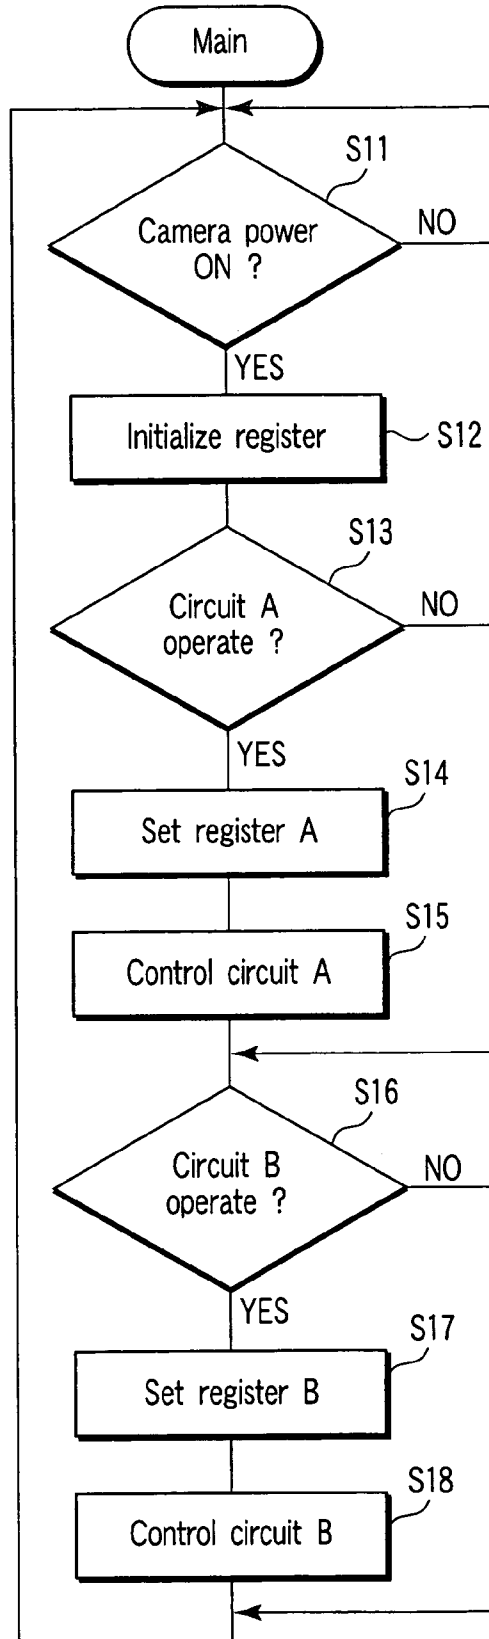 Main
S11
Camera power
ON ?
NO
YES
Initialize register
S12
S13
Circuit A
operate ?
NO
YES
S14
Set register A
S15
Control circuit A
S16
Circuit B
operate ?
NO
YES
S17
Set register B
S18
Control circuit B